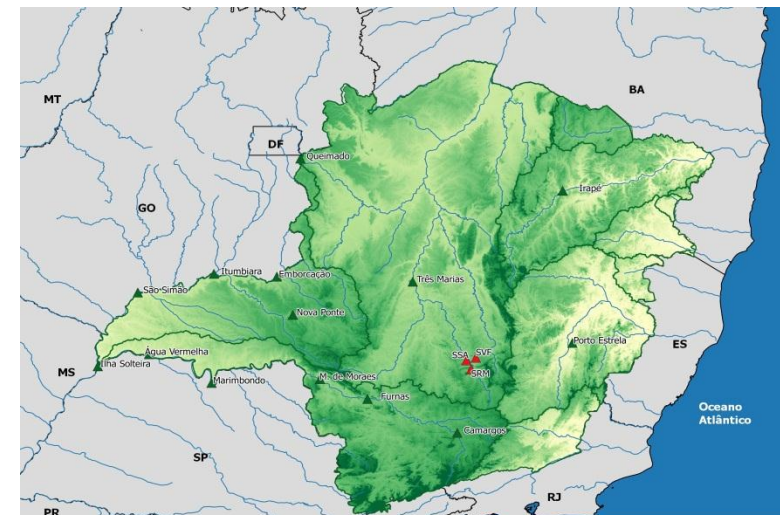 BA
MT
DF
Queimado
Irapé
GO
Itumbiara
Emborcação
São Simão
Três Marias
Nova Ponte
Porto Estrela
ES
SSA
SVF
Água Vermelha
Ilha Solteira
SRM
MS
Marimbondo
M. de Moraes
Furnas
Oceano
Atlântico
Camargos
SP
RJ
PR